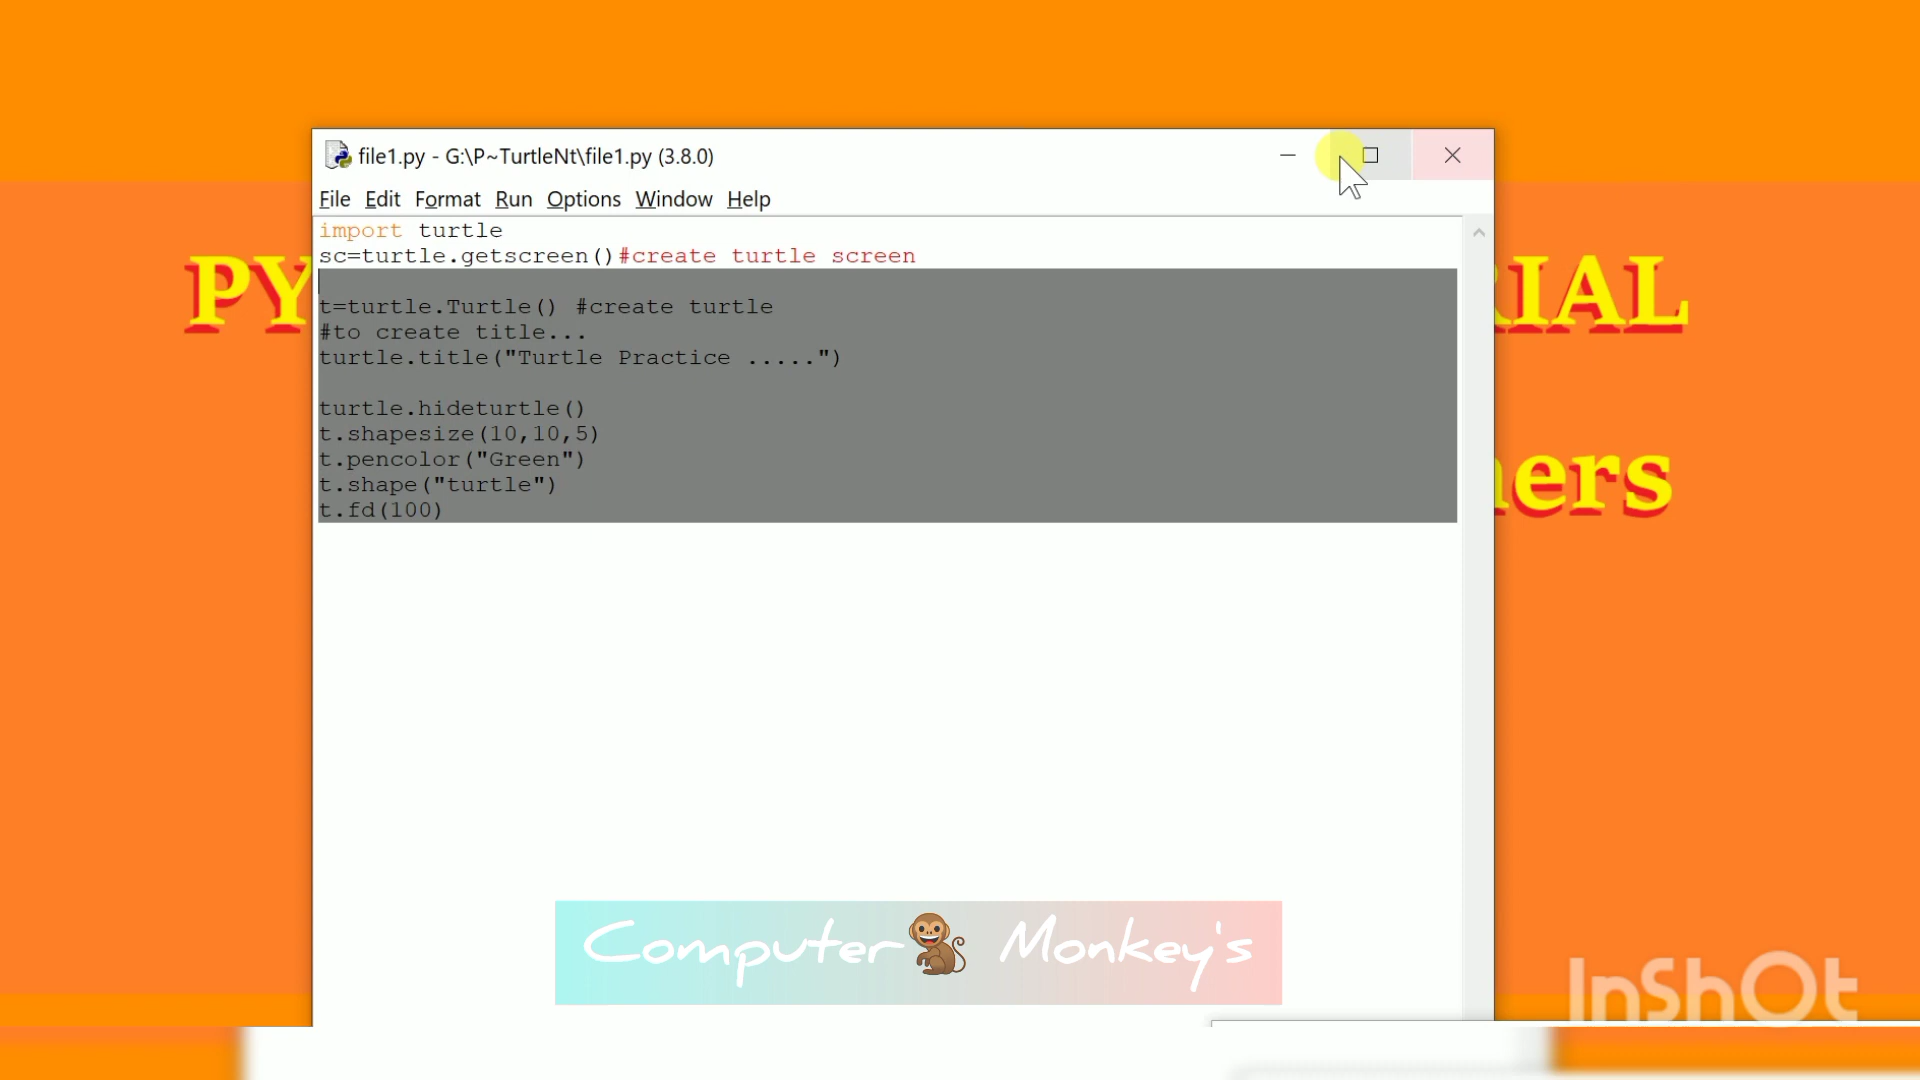 file1.py - G:\P~TurtleNt\file1.py (3.8.0)
File Edit Format Run Options Window Help
import turtle
sc=turtle.getscreen()#create turtle screen
t=turtle.Turtle() #create turtle
#to create title...
turtle.title("Turtle Practice .....")
turtle.hideturtle()
t.shapesize(10,10,5)
t.pencolor("Green")
t.shape("turtle")
t.fd(100)
PY RIAL
ers
Computer Monkey's
InShOt